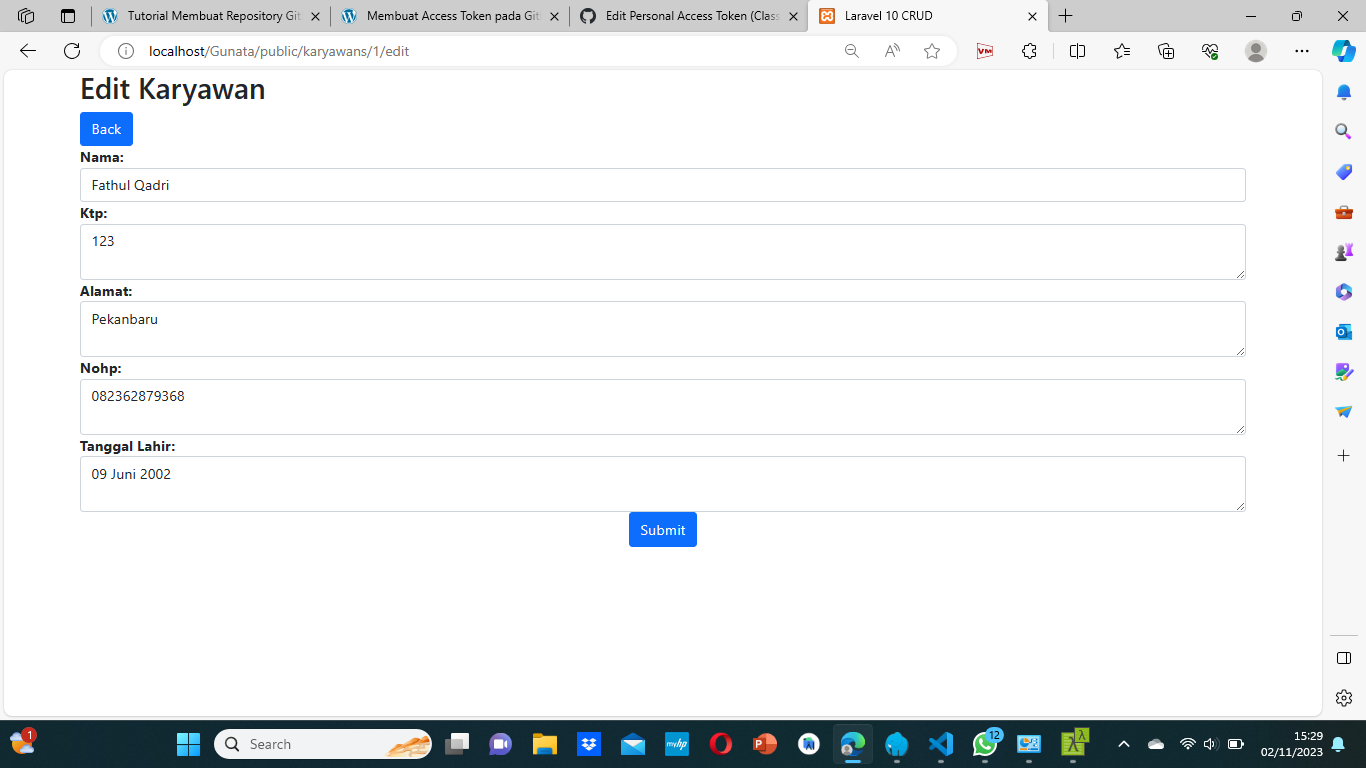 Tutorial Membuat Repository Git
Membuat Access Token pada Git
Edit Personal Access Token (Class
Laravel 10 CRUD
localhost/Gunata/public/karyawans/1/edit
VM
Edit Karyawan
Back
Nama:
Fathul Qadri
Ktp:
123
Alamat:
Pekanbaru
Nohp:
082362879368
Tanggal Lahir:
09 Juni 2002
Submit
1
Search
myhp
12
15:29
02/11/2023